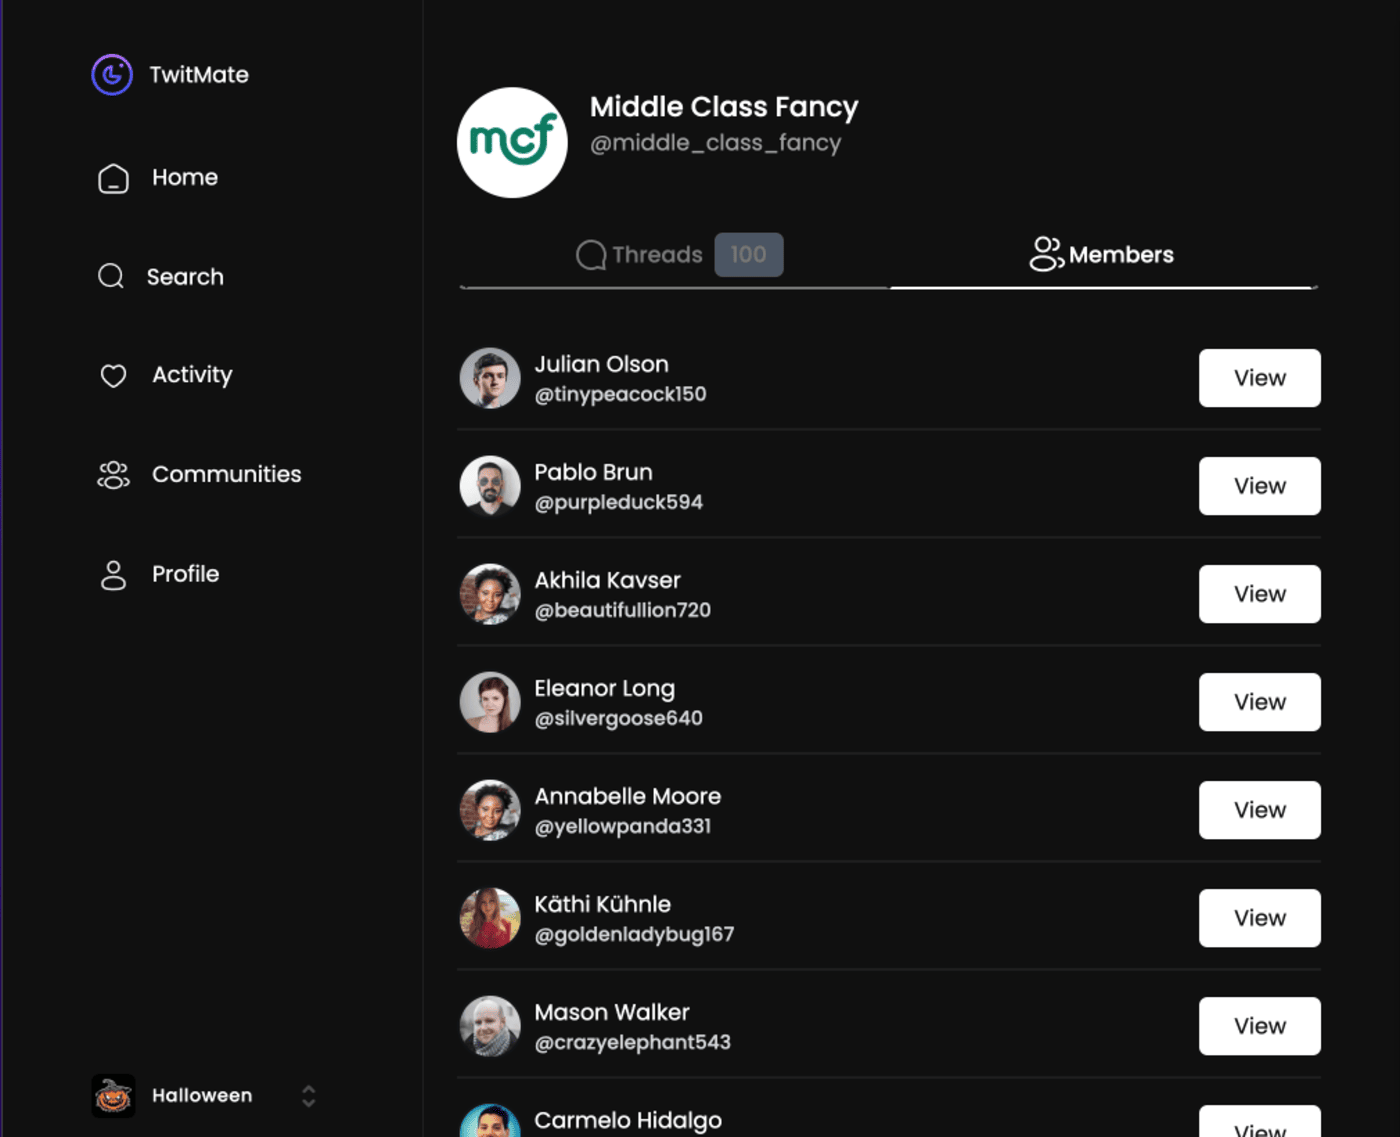 TwitMate
Home
Search
Activity
Communities
Profile
Halloween
mcf
Middle Class Fancy
@middle_class_fancy
Threads 100
Members
Julian Olson
@tinypeacock150
View
Pablo Brun
@purpleduck594
View
Akhila Kavser
@beautifullion720
View
Eleanor Long
@silvergoose640
View
Annabelle Moore
@yellowpanda331
View
Käthi Kühnle
@goldenladybug167
View
Mason Walker
@crazyelephant543
View
Carmelo Hidalgo
View